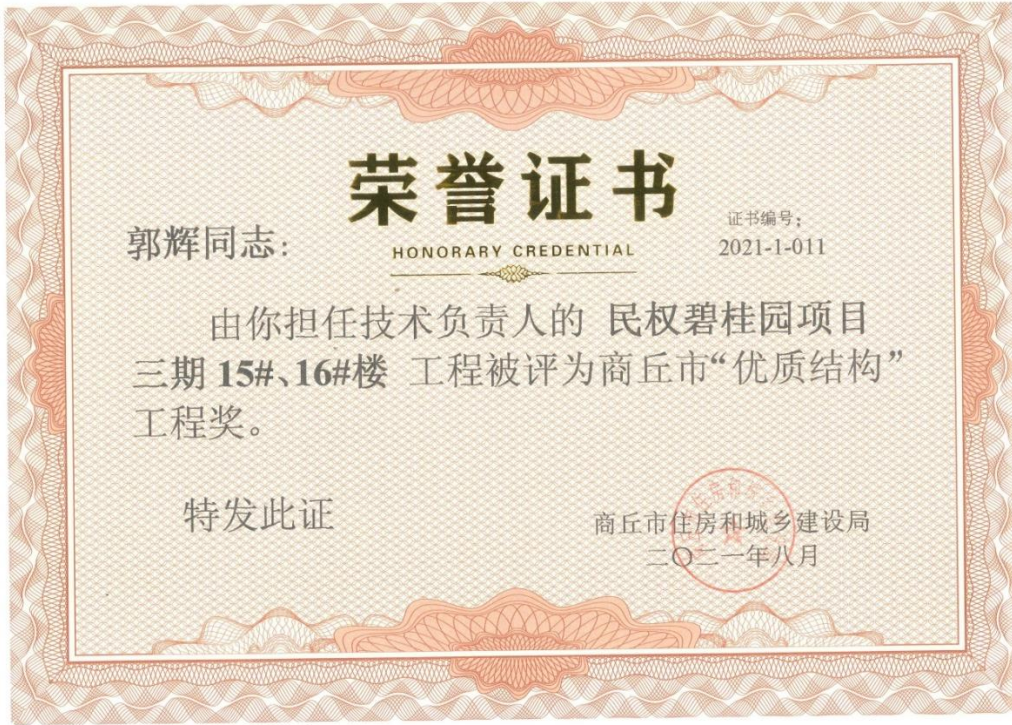 荣誉证书
HONORARY CREDENTIAL
证书编号:
2021-1-011
郭辉同志:
由你担任技术负责人的 民权碧桂园项目
三期 15#、16#楼 工程被评为商丘市“优质结构”
工程奖。
特发此证
商丘市住房和城乡建设局
二〇二一年八月